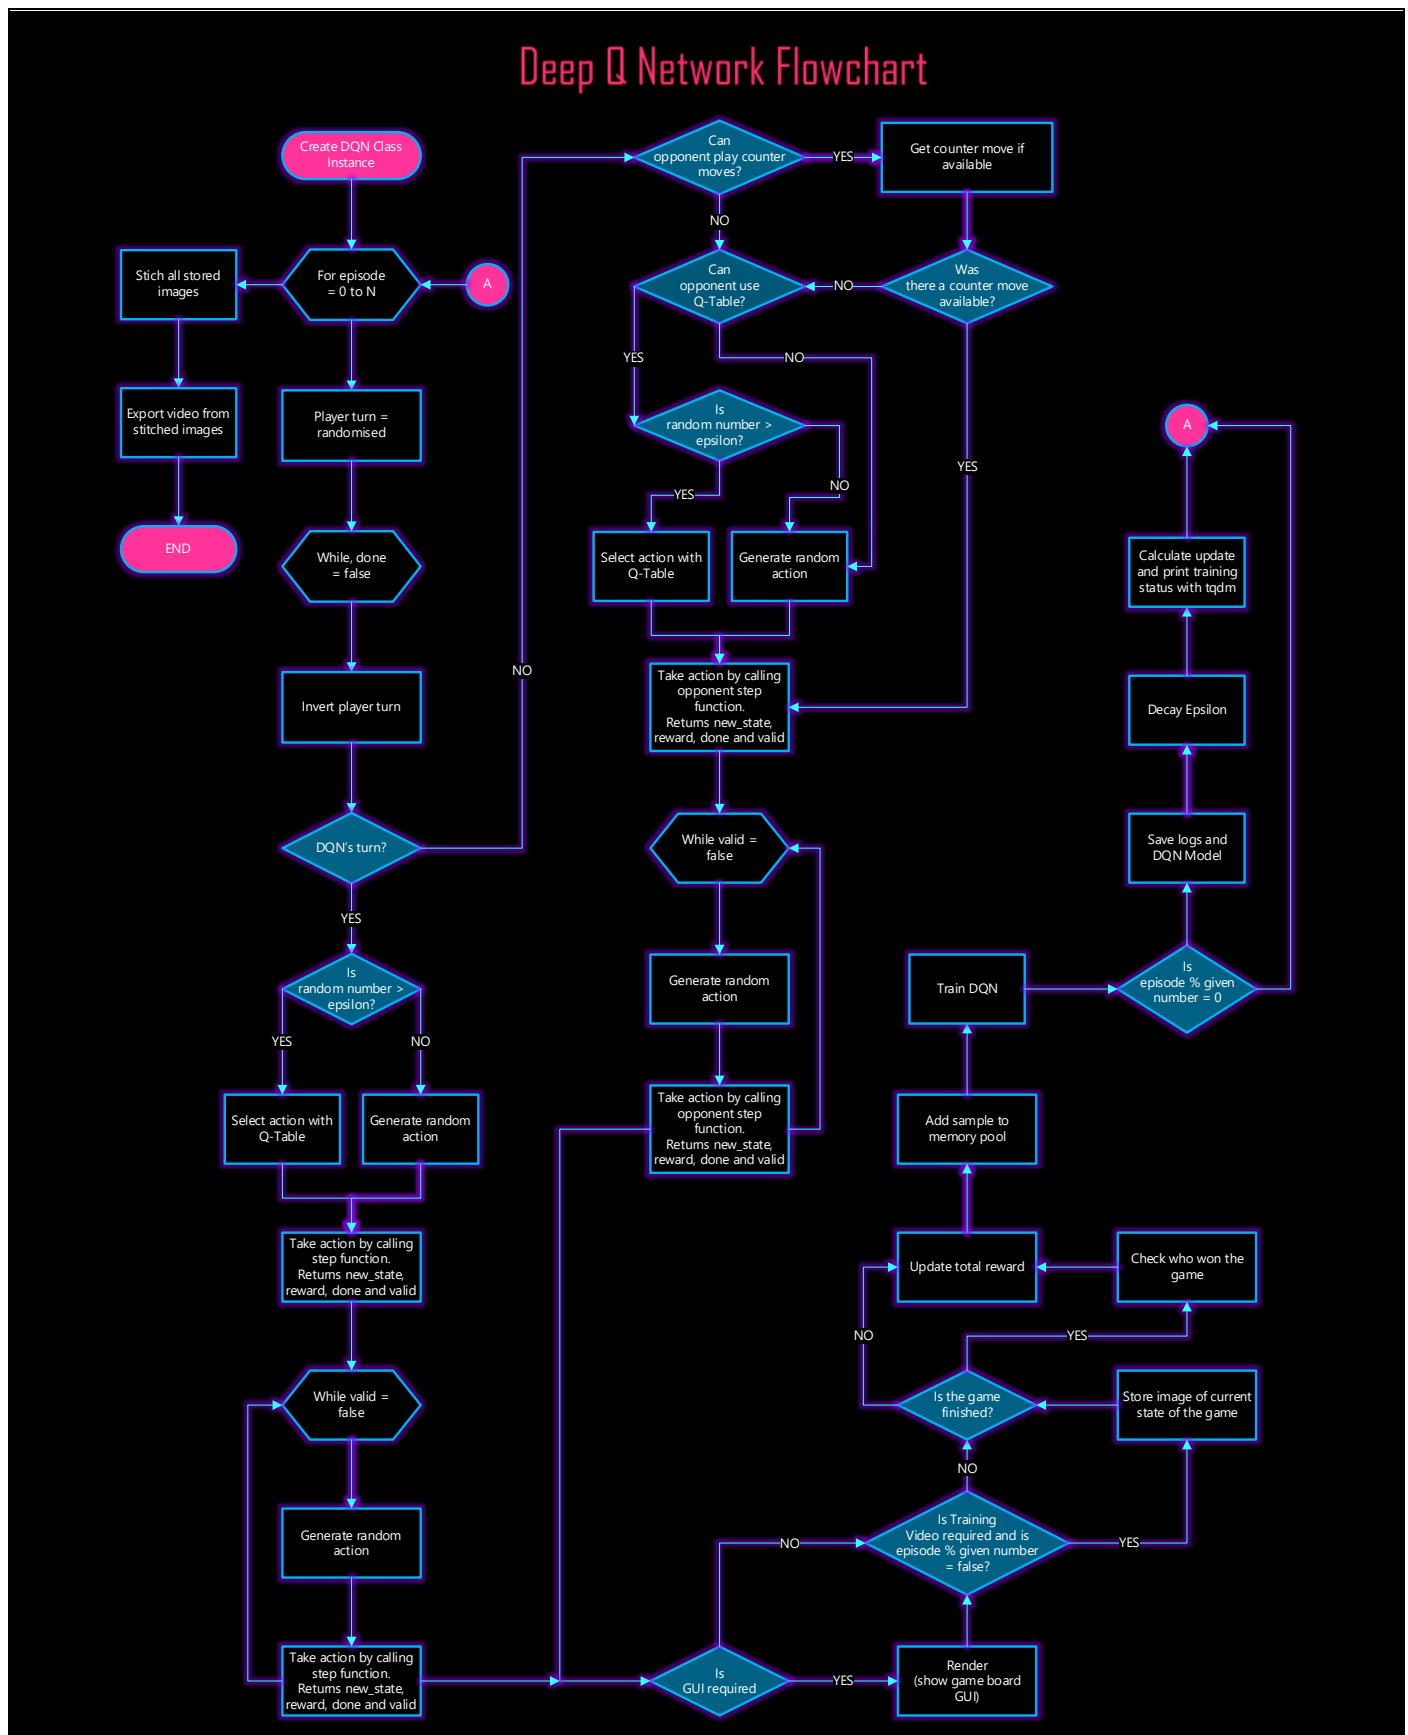 Deep Q Network Flowchart
Create DQN Class
Instance
For episode
= 0 to N
A
Stich all stored
images
Export video from
stitched images
END
Player turn =
randomised
While, done
= false
Invert player turn
DQN's turn?
NO
YES
Is
random number >
epsilon?
YES
NO
Select action with
Q-Table
Generate random
action
Take action by calling
step function.
Returns new_state,
reward, done and valid
While valid =
false
Generate random
action
Take action by calling
step function.
Returns new_state,
reward, done and valid
Can
opponent play counter
moves?
YES
Get counter move if
available
NO
Can
opponent use
Q-Table?
NO
Was
there a counter move
available?
YES
NO
YES
Is
random number >
epsilon?
YES
NO
Select action with
Q-Table
Generate random
action
Take action by calling
opponent step
function.
Returns new_state,
reward, done and valid
While valid =
false
Generate random
action
Take action by calling
opponent step
function.
Returns new_state,
reward, done and valid
Is
GUI required
YES
NO
Render
(show game board
GUI)
Is Training
Video required and is
episode % given number
= false?
YES
NO
Store image of current
state of the game
Is the game
finished?
YES
NO
Check who won the
game
Update total reward
Add sample to
memory pool
Train DQN
Is
episode % given
number = 0
Save logs and
DQN Model
Decay Epsilon
Calculate update
and print training
status with tqdm
A